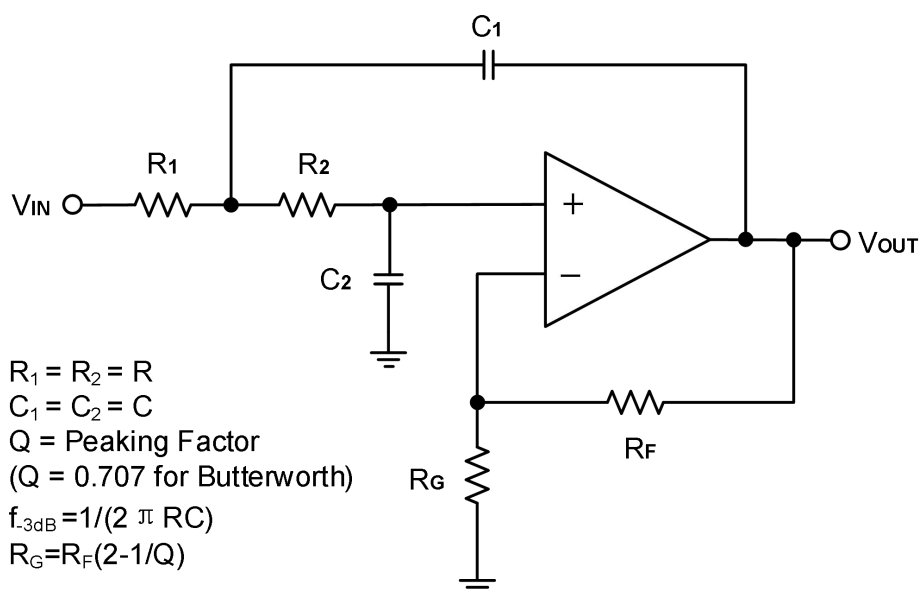 C1
R1
R2
VIN
+
C2
−
VOUT
R1 = R2 = R
C1 = C2 = C
Q = Peaking Factor
(Q = 0.707 for Butterworth)
f-3dB =1/(2 π RC)
RG=RF(2-1/Q)
RF
RG